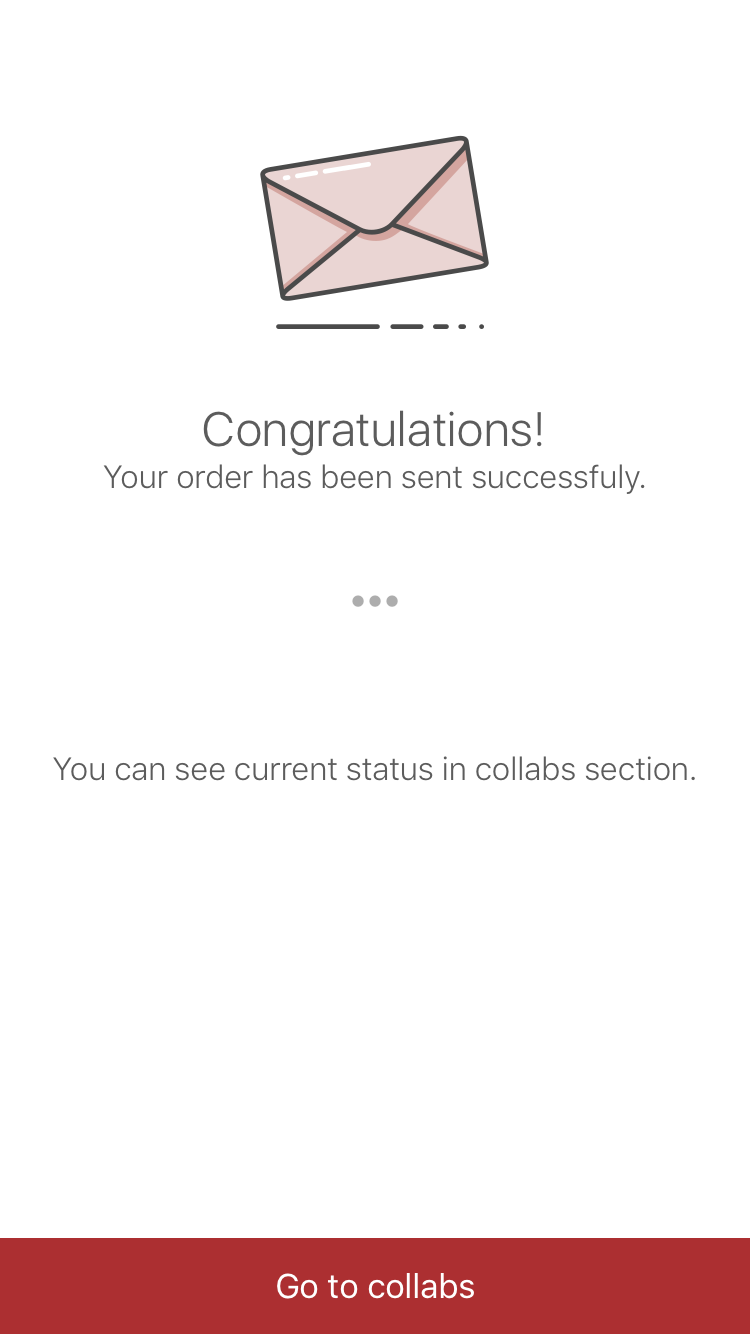 Congratulations!
Your order has been sent successfuly.
You can see current status in collabs section.
Go to collabs